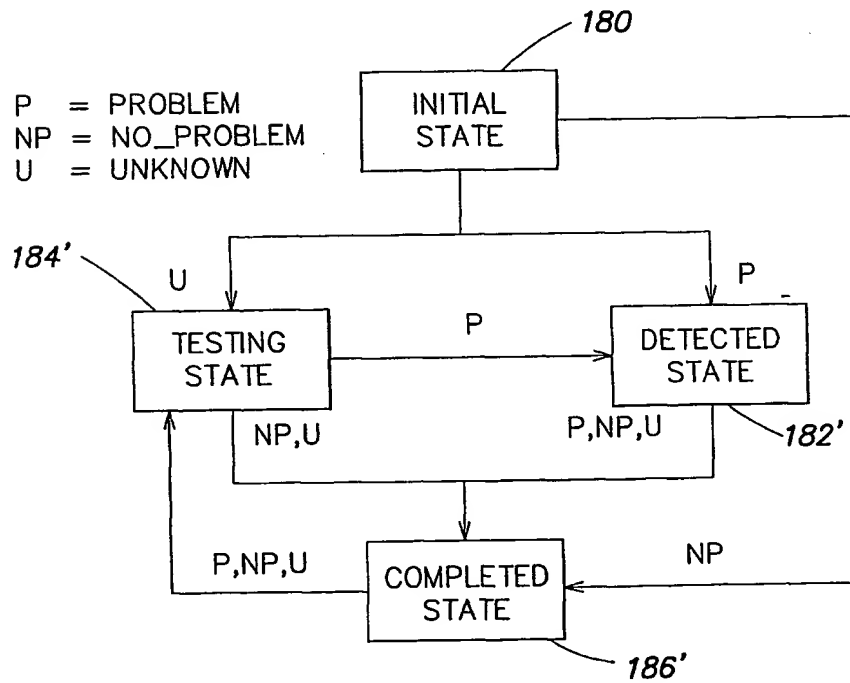 180
INITIAL
STATE
P = PROBLEM
NP = NO_PROBLEM
U = UNKNOWN
184'
U
P
TESTING
STATE
P
DETECTED
STATE
NP,U
P,NP,U
182'
P,NP,U
COMPLETED
STATE
NP
186'